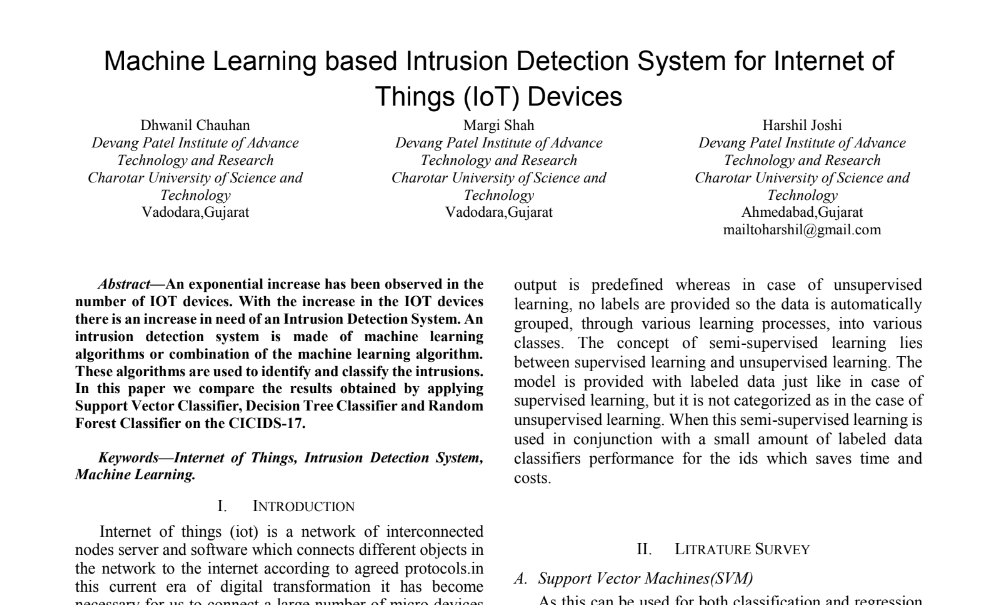 Machine Learning based Intrusion Detection System for Internet of
Things (IoT) Devices
Dhwanil Chauhan
Devang Patel Institute of Advance
Technology and Research
Charotar University of Science and
Technology
Vadodara,Gujarat
Margi Shah
Devang Patel Institute of Advance
Technology and Research
Charotar University of Science and
Technology
Vadodara,Gujarat
Harshil Joshi
Devang Patel Institute of Advance
Technology and Research
Charotar University of Science and
Technology
Ahmedabad,Gujarat
mailtoharshil@gmail.com
Abstract—An exponential increase has been observed in the
number of IOT devices. With the increase in the IOT devices
there is an increase in need of an Intrusion Detection System. An
intrusion detection system is made of machine learning
algorithms or combination of the machine learning algorithm.
These algorithms are used to identify and classify the intrusions.
In this paper we compare the results obtained by applying
Support Vector Classifier, Decision Tree Classifier and Random
Forest Classifier on the CICIDS-17.
Keywords—Internet of Things, Intrusion Detection System,
Machine Learning.
I. INTRODUCTION
Internet of things (iot) is a network of interconnected
nodes server and software which connects different objects in
the network to the internet according to agreed protocols.in
this current era of digital transformation it has become
necessary for us to connect a large number of micro devices
output is predefined whereas in case of unsupervised
learning, no labels are provided so the data is automatically
grouped, through various learning processes, into various
classes. The concept of semi-supervised learning lies
between supervised learning and unsupervised learning. The
model is provided with labeled data just like in case of
supervised learning, but it is not categorized as in the case of
unsupervised learning. When this semi-supervised learning is
used in conjunction with a small amount of labeled data
classifiers performance for the ids which saves time and
costs.
II. LITRATURE SURVEY
A. Support Vector Machines(SVM)
As this can be used for both classification and regression